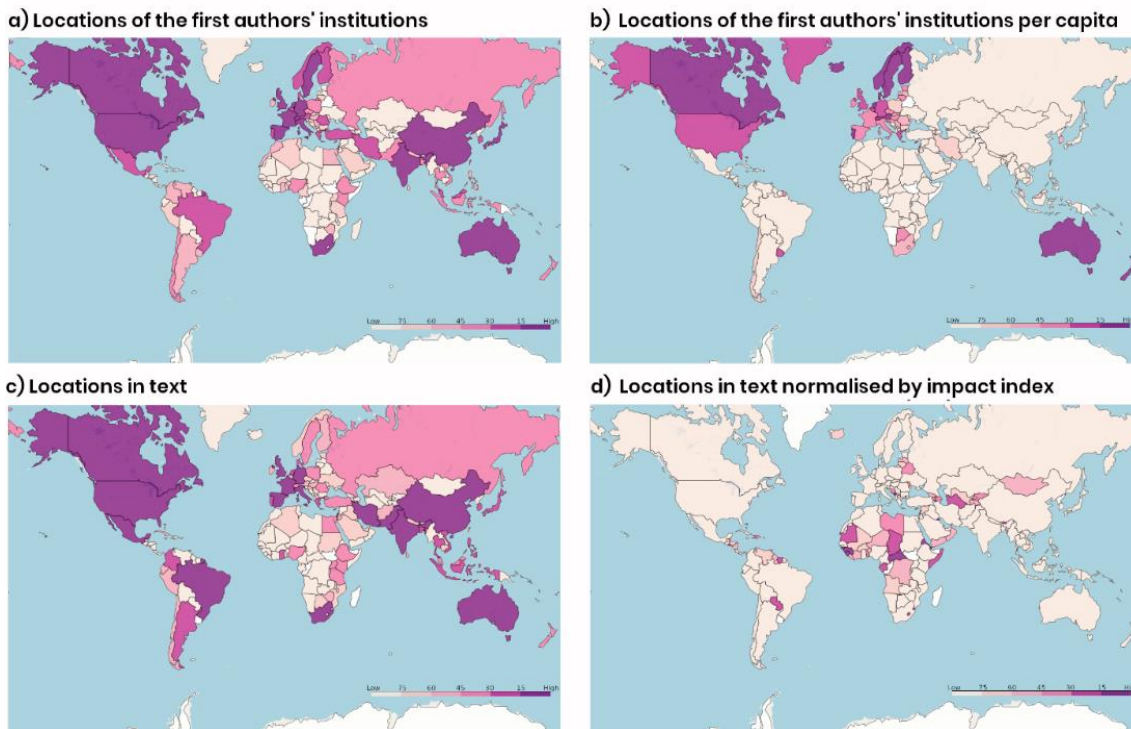 a) Locations of the first authors' institutions
b) Locations of the first authors' institutions per capita
Low 75 60 45 30 15 High
Low 75 60 45 30 15
c) Locations in text
d) Locations in text normalised by impact index
Low 75 60 45 30 15 High
Low 75 60 45 30 15